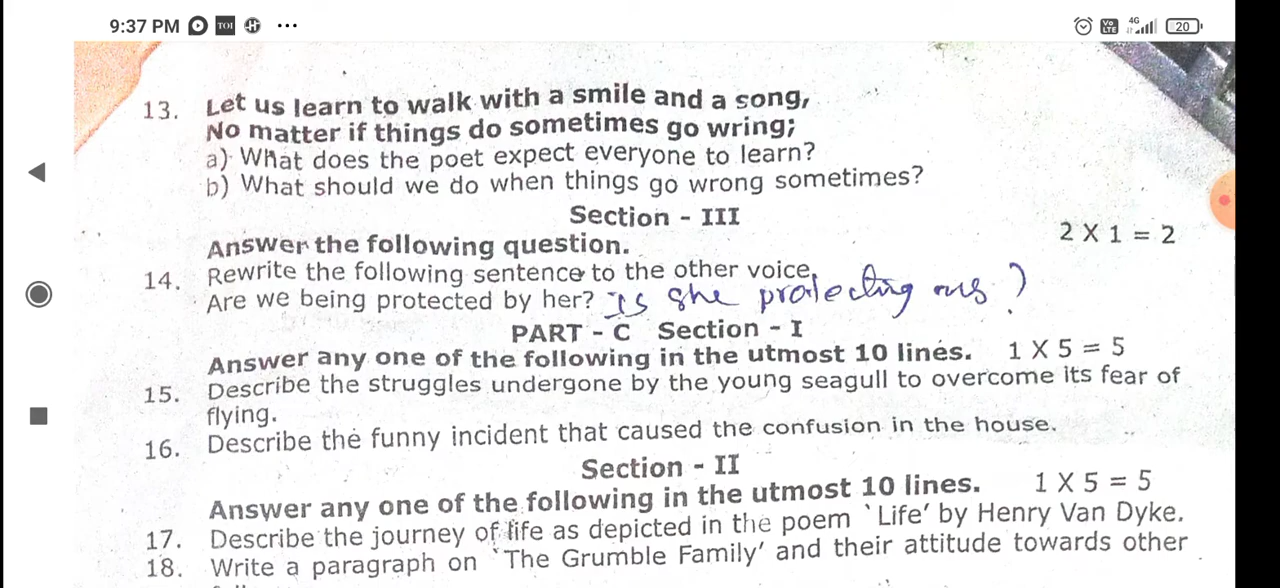 9:37 PM TOI ...
Vo LTE 4G 20
13. Let us learn to walk with a smile and a song,
No matter if things do sometimes go wring;
a) What does the poet expect everyone to learn?
b) What should we do when things go wrong sometimes?
Section - III
Answer the following question. 2 X 1 = 2
14. Rewrite the following sentence to the other voice.
Are we being protected by her? Is she protecting us ?
PART - C Section - I
Answer any one of the following in the utmost 10 lines. 1 X 5 = 5
15. Describe the struggles undergone by the young seagull to overcome its fear of
flying.
16. Describe the funny incident that caused the confusion in the house.
Section - II
Answer any one of the following in the utmost 10 lines. 1 X 5 = 5
17. Describe the journey of life as depicted in the poem 'Life' by Henry Van Dyke.
18. Write a paragraph on 'The Grumble Family' and their attitude towards other